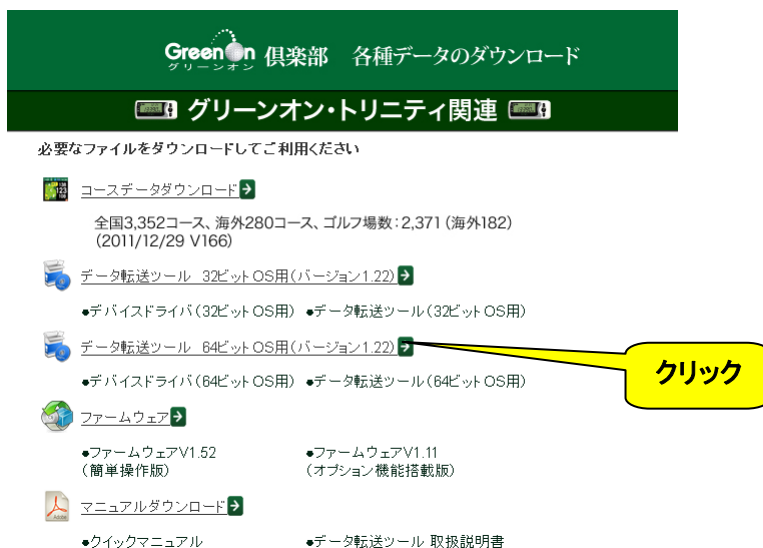 GreenOn 倶楽部 各種データのダウンロード
グリーンオン
グリーンオン・トリニティ関連
必要なファイルをダウンロードしてご利用ください
コースデータダウンロード
全国3,352コース、海外280コース、ゴルフ場数:2,371(海外182)
(2011/12/29 V166)
データ転送ツール 32ビットOS用(バージョン1.22)
●デバイスドライバ(32ビットOS用) ●データ転送ツール(32ビットOS用)
データ転送ツール 64ビットOS用(バージョン1.22)
クリック
●デバイスドライバ(64ビットOS用) ●データ転送ツール(64ビットOS用)
ファームウェア
●ファームウェアV1.52 ●ファームウェアV1.11
(簡単操作版) (オプション機能搭載版)
マニュアルダウンロード
●クイックマニュアル ●データ転送ツール 取扱説明書